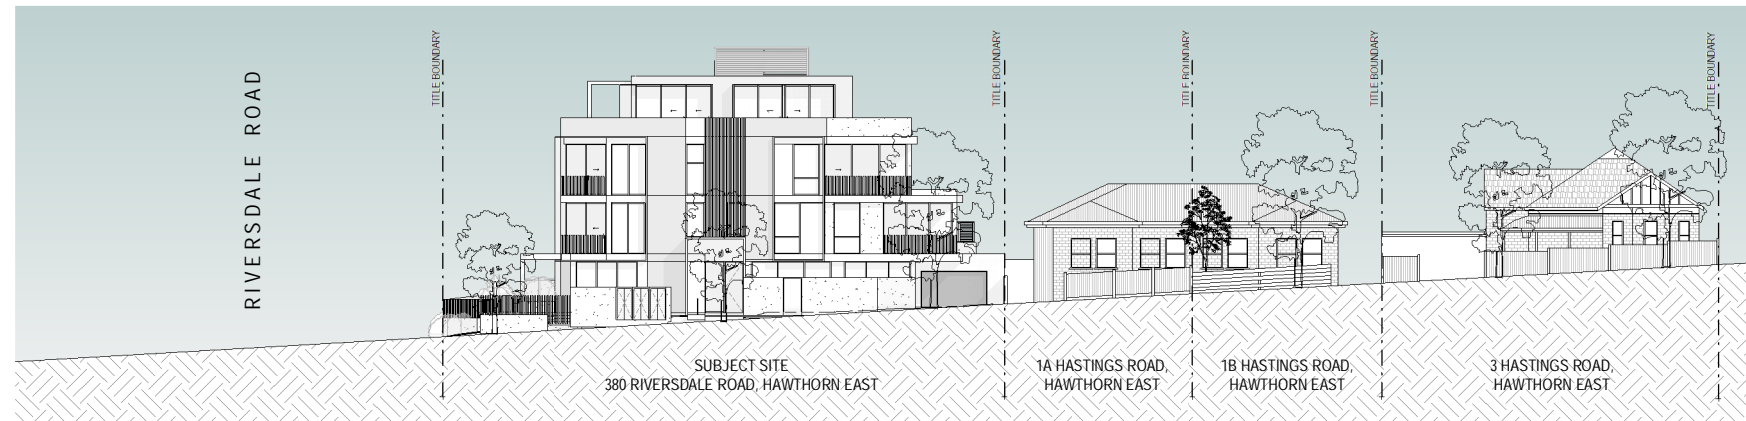 RIVERSDALE ROAD
TITLE BOUNDARY
TITLE BOUNDARY
TITLE BOUNDARY
TITLE BOUNDARY
TITLE BOUNDARY
SUBJECT SITE
380 RIVERSDALE ROAD, HAWTHORN EAST
1A HASTINGS ROAD,
HAWTHORN EAST
1B HASTINGS ROAD,
HAWTHORN EAST
3 HASTINGS ROAD,
HAWTHORN EAST